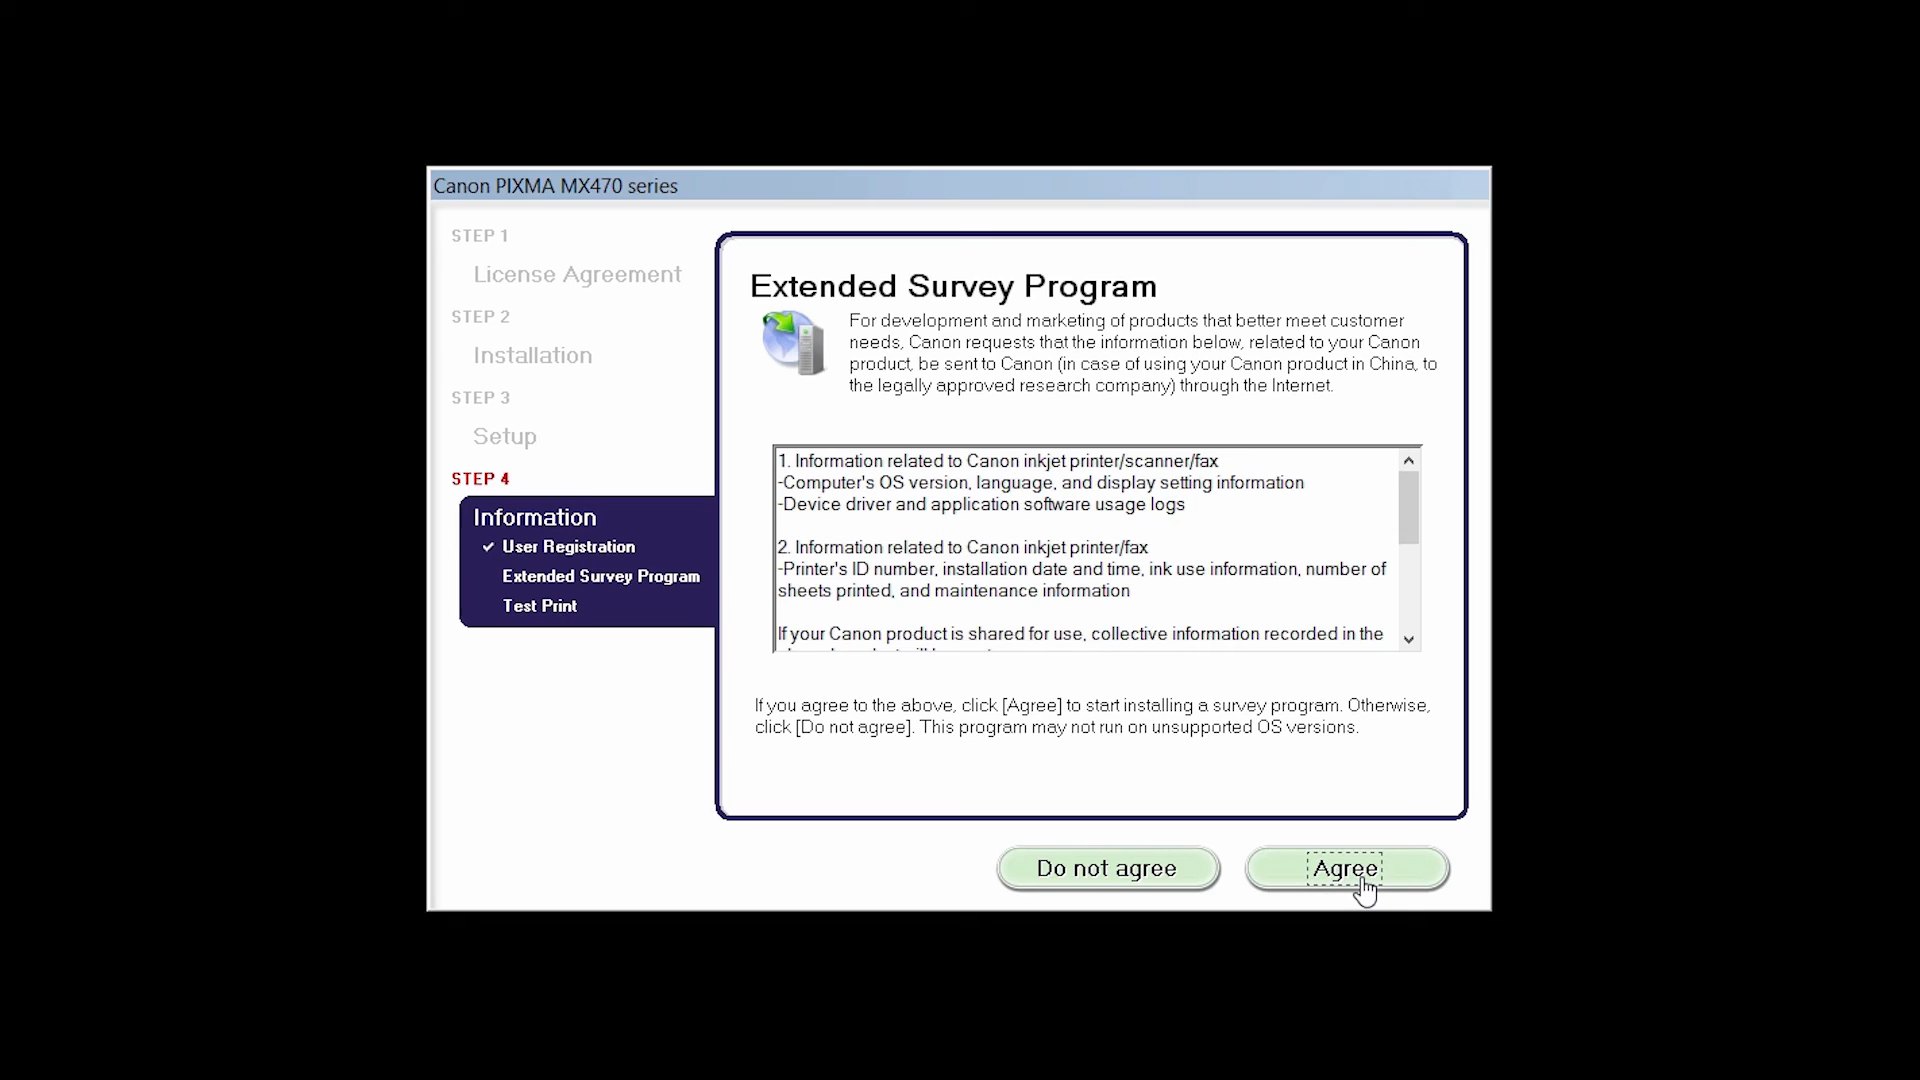 Canon PIXMA MX470 series
STEP 1
License Agreement
STEP 2
Installation
STEP 3
Setup
STEP 4
Information
User Registration
Extended Survey Program
Test Print
Extended Survey Program
For development and marketing of products that better meet customer
needs, Canon requests that the information below, related to your Canon
product, be sent to Canon (in case of using your Canon product in China, to
the legally approved research company) through the Internet.
1. Information related to Canon inkjet printer/scanner/fax
-Computer's OS version, language, and display setting information
-Device driver and application software usage logs
2. Information related to Canon inkjet printer/fax
-Printer's ID number, installation date and time, ink use information, number of
sheets printed, and maintenance information
If your Canon product is shared for use, collective information recorded in the
If you agree to the above, click [Agree] to start installing a survey program. Otherwise,
click [Do not agree]. This program may not run on unsupported OS versions.
Do not agree
Agree